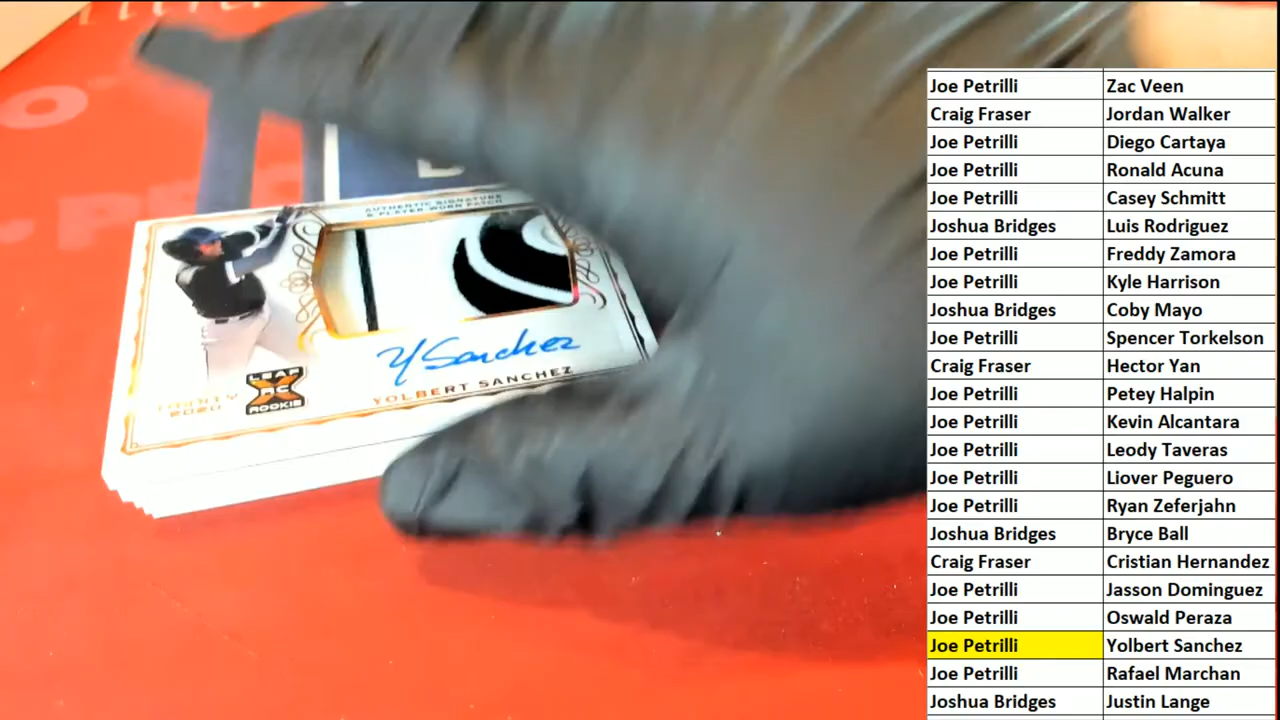 AUTHENTIC SIGNATURE
& PLAYER-WORN PATCH
Y Sanchez
YOLBERT SANCHEZ
LEAF
RC
ROOKIE
TRINITY
2020
Joe Petrilli Zac Veen
Craig Fraser Jordan Walker
Joe Petrilli Diego Cartaya
Joe Petrilli Ronald Acuna
Joe Petrilli Casey Schmitt
Joshua Bridges Luis Rodriguez
Joe Petrilli Freddy Zamora
Joe Petrilli Kyle Harrison
Joshua Bridges Coby Mayo
Joe Petrilli Spencer Torkelson
Craig Fraser Hector Yan
Joe Petrilli Petey Halpin
Joe Petrilli Kevin Alcantara
Joe Petrilli Leody Taveras
Joe Petrilli Liover Peguero
Joe Petrilli Ryan Zeferjahn
Joshua Bridges Bryce Ball
Craig Fraser Cristian Hernandez
Joe Petrilli Jasson Dominguez
Joe Petrilli Oswald Peraza
Joe Petrilli Yolbert Sanchez
Joe Petrilli Rafael Marchan
Joshua Bridges Justin Lange